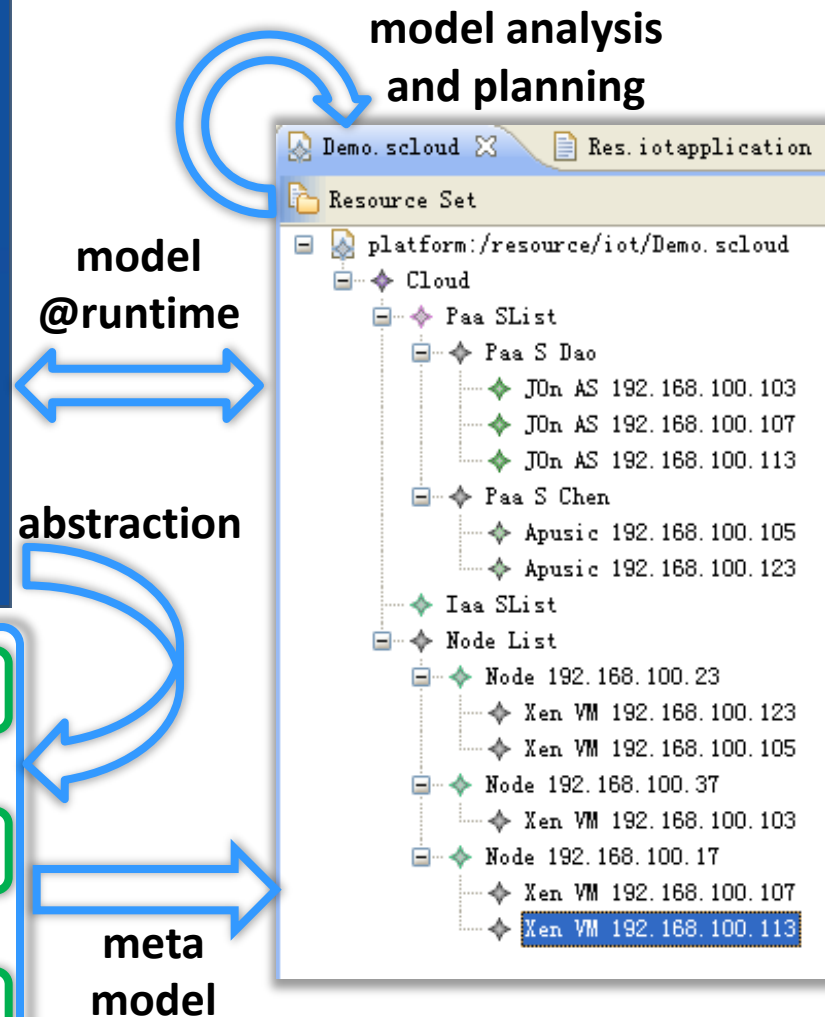 model analysis
and planning
Demo.scloud
Res.iotapplication
Resource Set
platform:/resource/iot/Demo.scloud
Cloud
Paa SList
Paa S Dao
JOn AS 192.168.100.103
JOn AS 192.168.100.107
JOn AS 192.168.100.113
Paa S Chen
Apusic 192.168.100.105
Apusic 192.168.100.123
Iaa SList
Node List
Node 192.168.100.23
Xen VM 192.168.100.123
Xen VM 192.168.100.105
Node 192.168.100.37
Xen VM 192.168.100.103
Node 192.168.100.17
Xen VM 192.168.100.107
Xen VM 192.168.100.113
model
@runtime
abstraction
meta
model